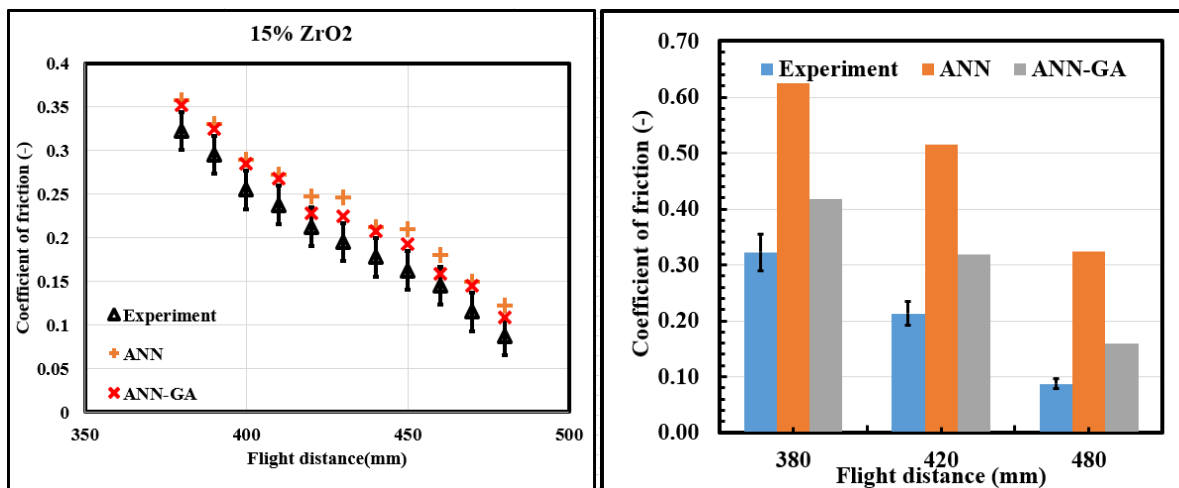 15% ZrO2
Coefficient of friction (-)
0.4
0.35
0.3
0.25
0.2
0.15
0.1
0.05
0
Experiment
ANN
ANN-GA
350
400
450
500
Flight distance(mm)
Coefficient of friction (-)
0.70
0.60
0.50
0.40
0.30
0.20
0.10
0.00
Experiment ANN ANN-GA
380 420 480
Flight distance (mm)